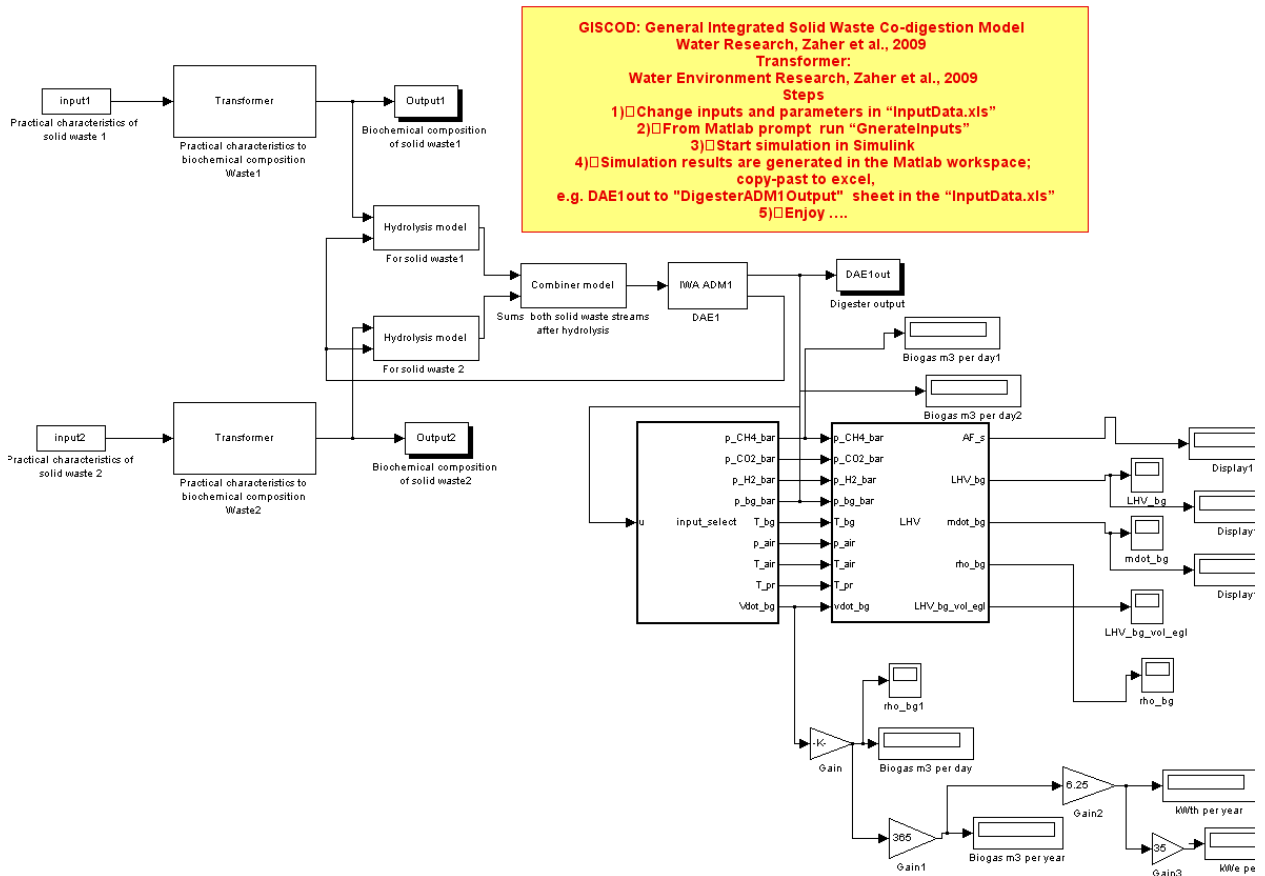 GISCOD: General Integrated Solid Waste Co-digestion Model
Water Research, Zaher et al., 2009
Transformer:
Water Environment Research, Zaher et al., 2009
Steps
1)□Change inputs and parameters in “InputData.xls”
2)□From Matlab prompt run “GnerateInputs”
3)□Start simulation in Simulink
4)□Simulation results are generated in the Matlab workspace;
copy-past to excel,
e.g. DAE1out to "DigesterADM1Output" sheet in the “InputData.xls”
5)□Enjoy ....
input1
Practical characteristics of
solid waste 1
Transformer
Practical characteristics to
biochemical composition
Waste1
Output1
Biochemical composition
of solid waste1
Hydrolysis model
For solid waste1
Combiner model
Sums both solid waste streams
after hydrolysis
IWA ADM1
DAE1
DAE1out
Digester output
Hydrolysis model
For solid waste 2
Biogas m3 per day1
Biogas m3 per day2
input2
Practical characteristics of
solid waste 2
Transformer
Practical characteristics to
biochemical composition
Waste2
Output2
Biochemical composition
of solid waste2
u
input_select
p_CH4_bar
p_CO2_bar
p_H2_bar
p_bg_bar
T_bg
p_air
T_air
T_pr
Vdot_bg
p_CH4_bar
p_CO2_bar
p_H2_bar
p_bg_bar
T_bg
p_air
T_air
T_pr
vdot_bg
LHV
AF_s
LHV_bg
mdot_bg
rho_bg
LHV_bg_vol_egl
Display1
LHV_bg
Display
mdot_bg
Display
LHV_bg_vol_egl
rho_bg
rho_bg1
-K-
Gain
Biogas m3 per day
365
Gain1
Biogas m3 per year
6.25
Gain2
kWth per year
35
Gain3
kWe pe